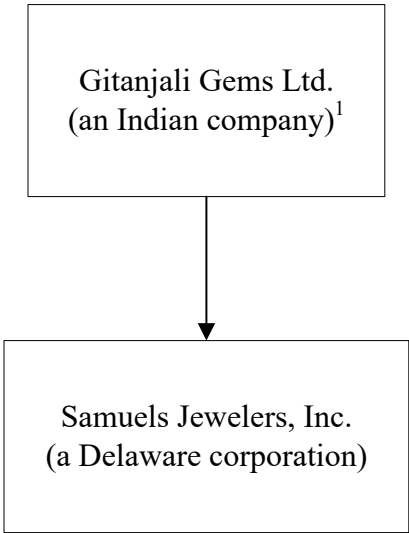 Gitanjali Gems Ltd.
(an Indian company)1
Samuels Jewelers, Inc.
(a Delaware corporation)